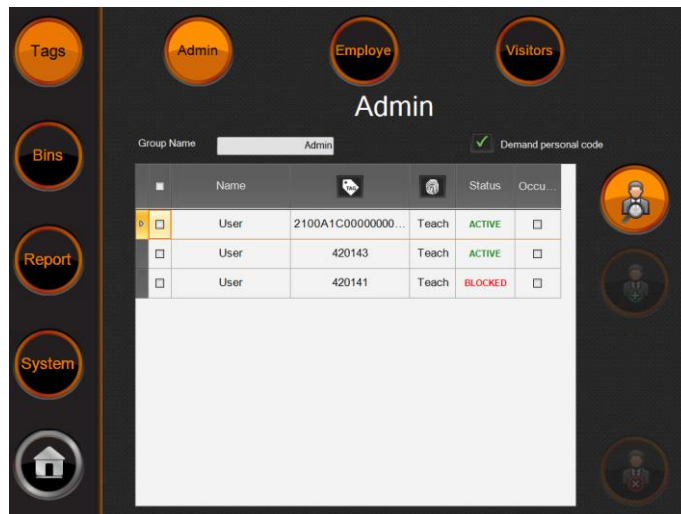 Tags
Admin
Employe
Visitors
Admin
Bins
Group Name
Admin
Demand personal code
Name
TAG
Status
Occu...
User
2100A1C00000000...
Teach
ACTIVE
User
420143
Teach
ACTIVE
User
420141
Teach
BLOCKED
Report
System